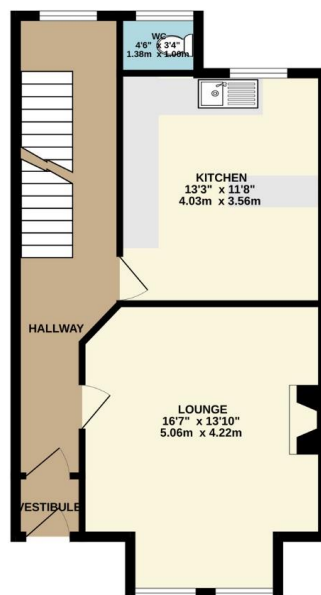 WC
4'6" x 3'4"
1.38m x 1.00m
KITCHEN
13'3" x 11'8"
4.03m x 3.56m
HALLWAY
LOUNGE
16'7" x 13'10"
5.06m x 4.22m
VESTIBULE